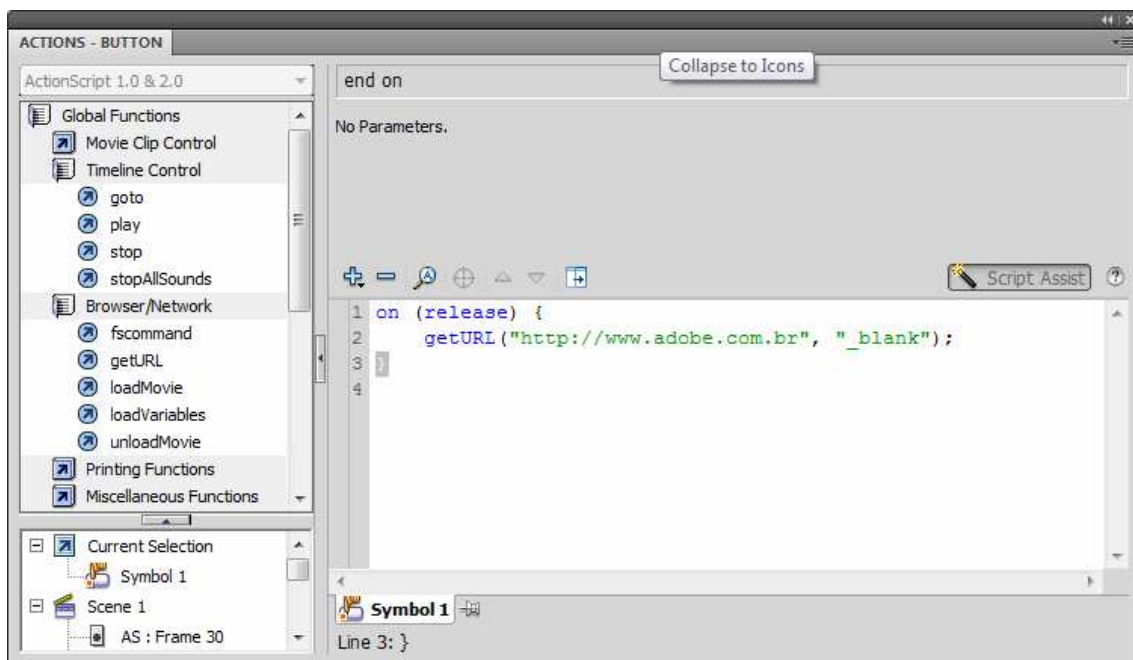 ACTIONS - BUTTON
Collapse to Icons
ActionScript 1.0 & 2.0
Global Functions
Movie Clip Control
Timeline Control
goto
play
stop
stopAllSounds
Browser/Network
fscommand
getURL
loadMovie
loadVariables
unloadMovie
Printing Functions
Miscellaneous Functions
Current Selection
Symbol 1
Scene 1
AS : Frame 30
end on
No Parameters.
Script Assist
1 on (release) {
2 getURL("http://www.adobe.com.br", "_blank");
3 }
4
Symbol 1
Line 3: }